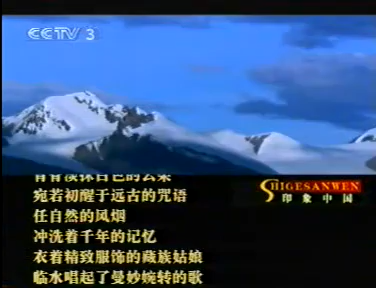 CCTV 3
宛若初醒于远古的咒语
任自然的风烟
冲洗着千年的记忆
衣着精致服饰的藏族姑娘
临水唱起了曼妙婉转的歌
SHIGESANWEN
印象中国